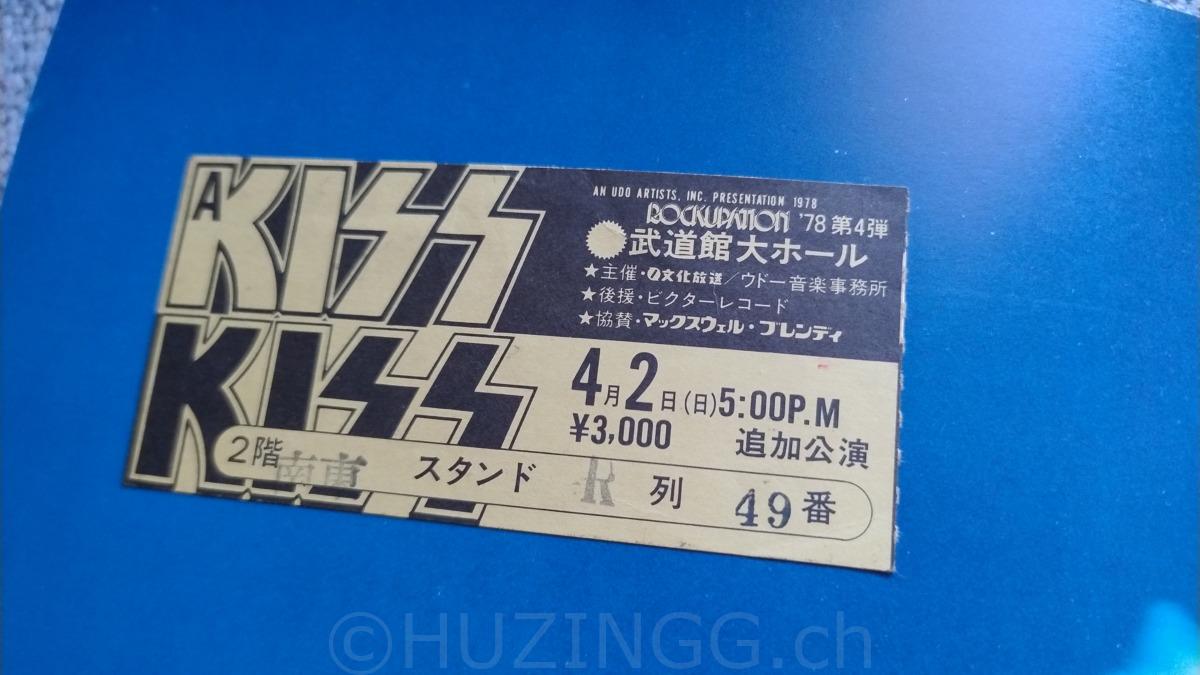 A KISS
KISS
AN UDO ARTISTS, INC. PRESENTATION 1978
ROCKUPATION '78 第4弾
武道館大ホール
★主催・文化放送/ウドー音楽事務所
★後援・ビクターレコード
★協賛・マックスウェル・ブレンディ
4月2日(日)5:00P.M
¥3,000 追加公演
2階 南東 スタンド R 列 49番
©HUZINGG.ch